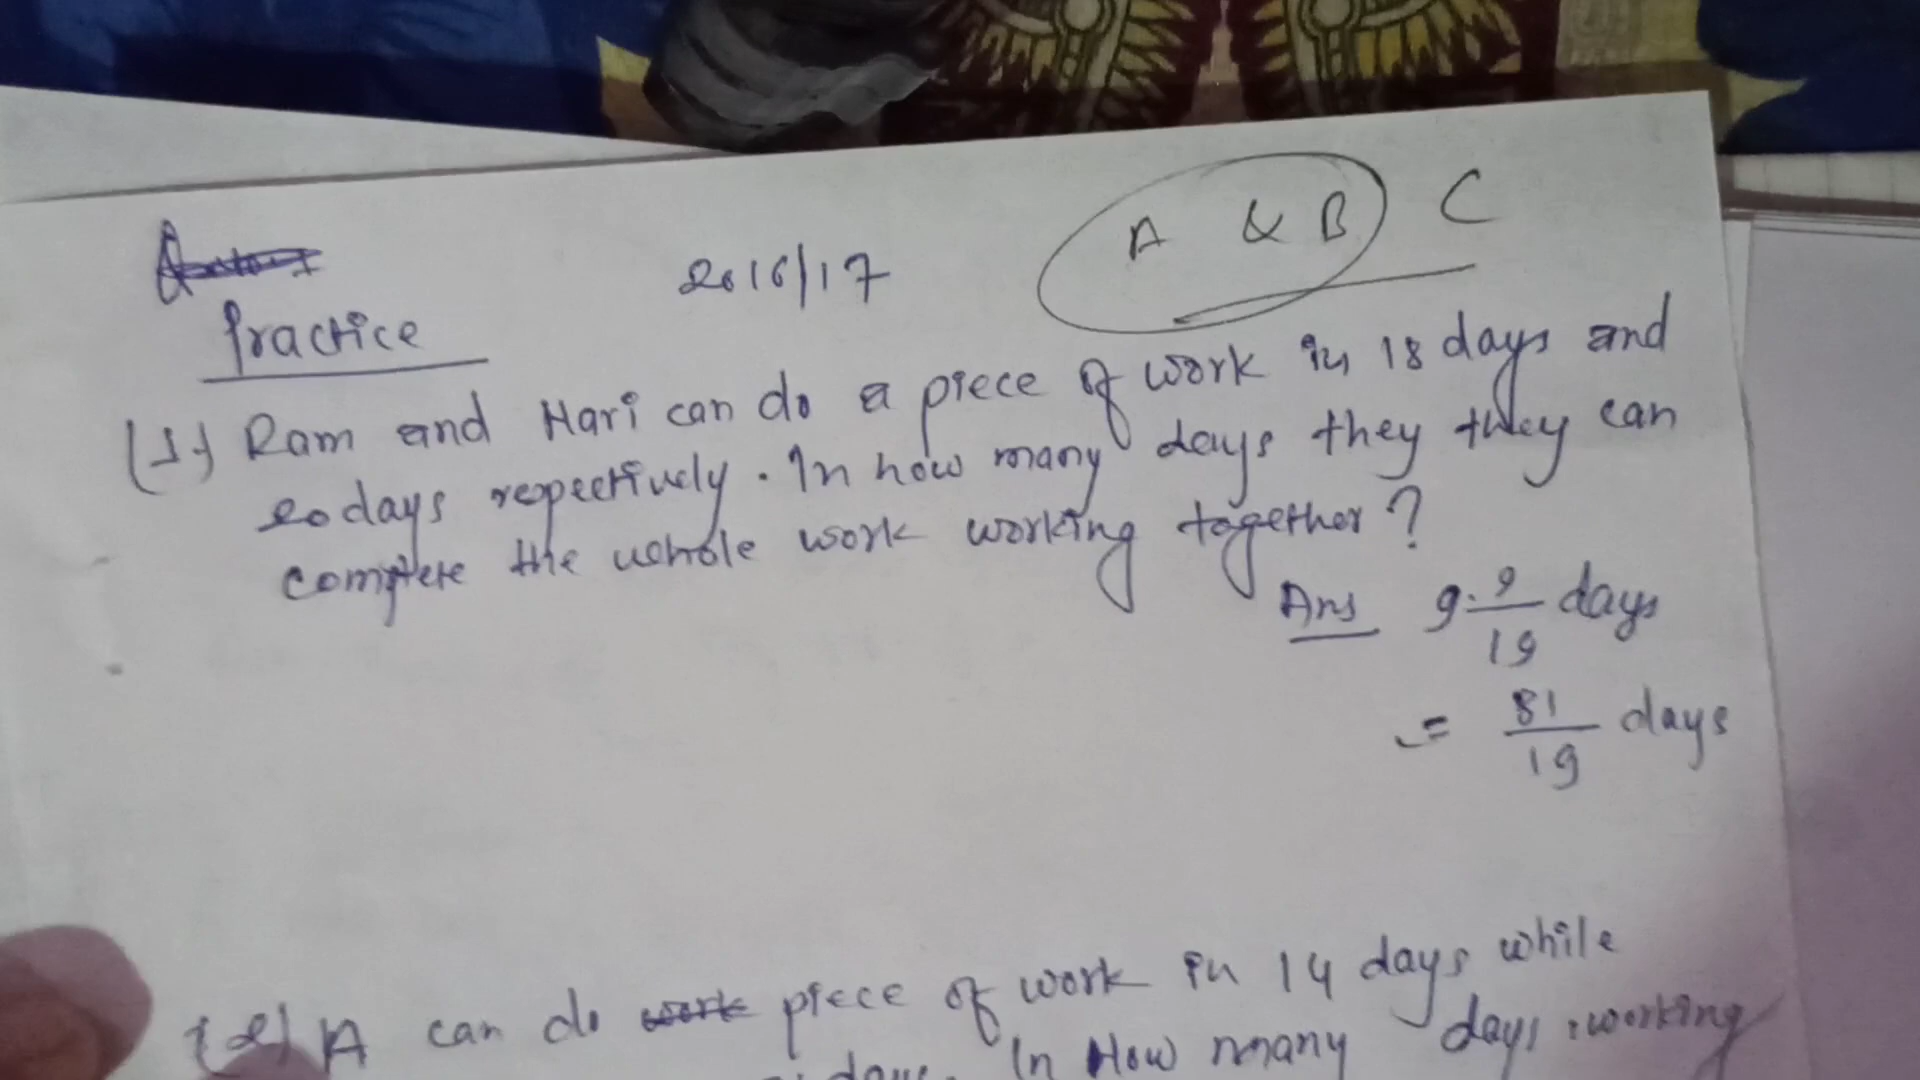 2016/17
A & B C
Practice
(1) Ram and Hari can do a piece of work in 18 days and
20 days respectively. In how many days they they can
complete the whole work working together?
Ans 9 9/19 days
= 81/19 days
(2) A can do work piece of work in 14 days while
days. In How many days working